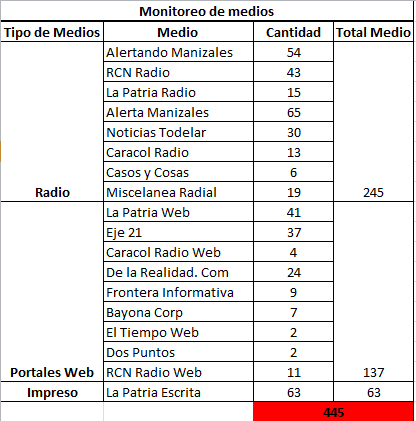 Monitoreo de medios
Tipo de Medios Medio Cantidad Total Medio
Alertando Manizales 54
RCN Radio 43
La Patria Radio 15
Alerta Manizales 65
Noticias Todelar 30
Caracol Radio 13
Casos y Cosas 6
Radio Miscelanea Radial 19 245
La Patria Web 41
Eje 21 37
Caracol Radio Web 4
De la Realidad. Com 24
Frontera Informativa 9
Bayona Corp 7
El Tiempo Web 2
Dos Puntos 2
Portales Web RCN Radio Web 11 137
Impreso La Patria Escrita 63 63
445